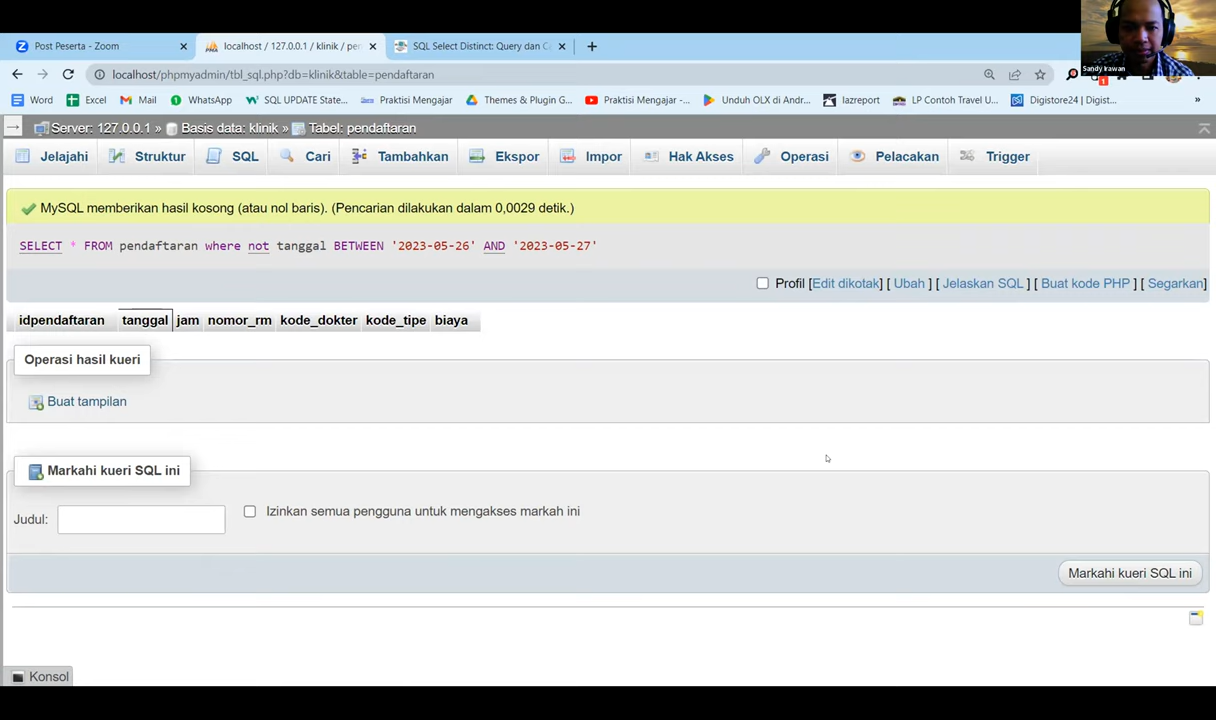 Post Peserta - Zoom
localhost / 127.0.0.1 / klinik / pe
SQL Select Distinct: Query dan C
localhost/phpmyadmin/tbl_sql.php?db=klinik&table=pendaftaran
Sandy Irawan
Word
Excel
Mail
WhatsApp
SQL UPDATE State...
Praktisi Mengajar
Themes & Plugin G...
Praktisi Mengajar -...
Unduh OLX di Andr...
lazreport
LP Contoh Travel U...
Digistore24 | Digist...
Server: 127.0.0.1 » Basis data: klinik » Tabel: pendaftaran
Jelajahi
Struktur
SQL
Cari
Tambahkan
Ekspor
Impor
Hak Akses
Operasi
Pelacakan
Trigger
MySQL memberikan hasil kosong (atau nol baris). (Pencarian dilakukan dalam 0,0029 detik.)
SELECT * FROM pendaftaran where not tanggal BETWEEN '2023-05-26' AND '2023-05-27'
Profil [Edit dikotak] [ Ubah ] [ Jelaskan SQL ] [ Buat kode PHP ] [ Segarkan]
idpendaftaran tanggal jam nomor_rm kode_dokter kode_tipe biaya
Operasi hasil kueri
Buat tampilan
Markahi kueri SQL ini
Judul:
Izinkan semua pengguna untuk mengakses markah ini
Markahi kueri SQL ini
Konsol